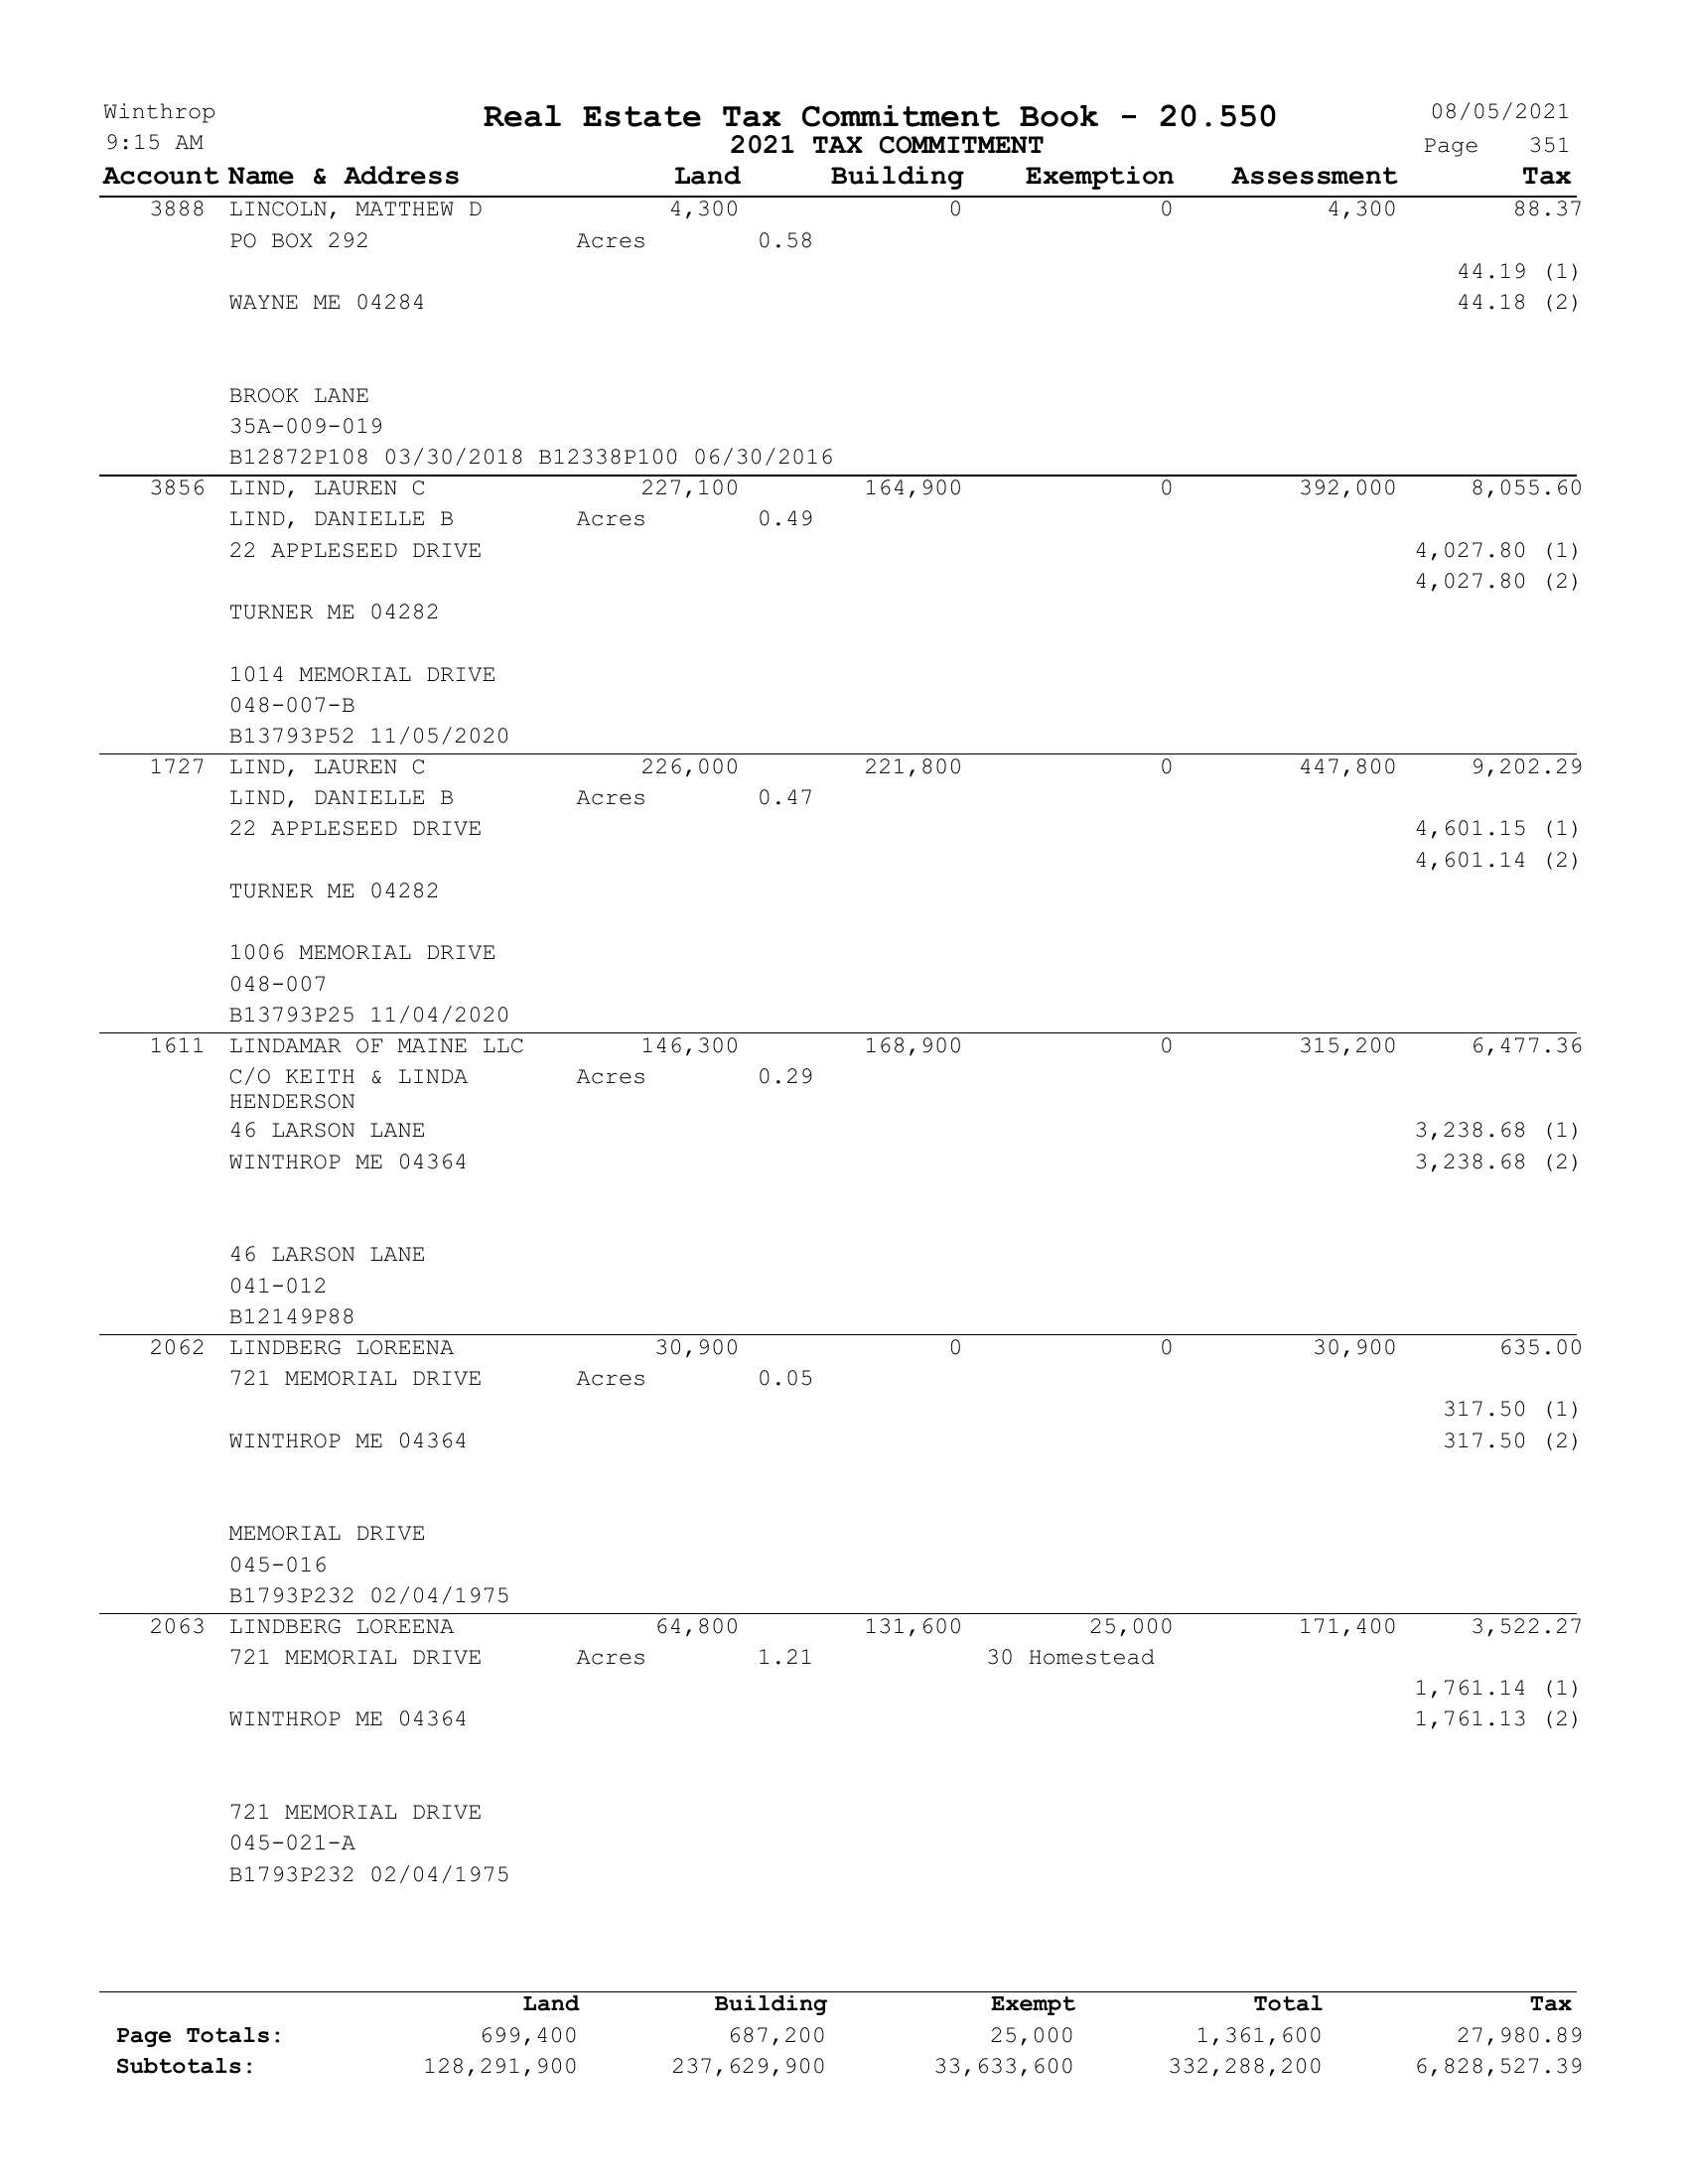 Winthrop Real Estate Tax Commitment Book - 20.550 08/05/2021
9:15 AM 2021 TAX COMMITMENT Page 351
Account Name & Address Land Building Exemption Assessment Tax
3888 LINCOLN, MATTHEW D 4,300 0 0 4,300 88.37
PO BOX 292 Acres 0.58
44.19 (1)
WAYNE ME 04284 44.18 (2)
BROOK LANE
35A-009-019
B12872P108 03/30/2018 B12338P100 06/30/2016
3856 LIND, LAUREN C 227,100 164,900 0 392,000 8,055.60
LIND, DANIELLE B Acres 0.49
22 APPLESEED DRIVE 4,027.80 (1)
4,027.80 (2)
TURNER ME 04282
1014 MEMORIAL DRIVE
048-007-B
B13793P52 11/05/2020
1727 LIND, LAUREN C 226,000 221,800 0 447,800 9,202.29
LIND, DANIELLE B Acres 0.47
22 APPLESEED DRIVE 4,601.15 (1)
4,601.14 (2)
TURNER ME 04282
1006 MEMORIAL DRIVE
048-007
B13793P25 11/04/2020
1611 LINDAMAR OF MAINE LLC 146,300 168,900 0 315,200 6,477.36
C/O KEITH & LINDA Acres 0.29
HENDERSON
46 LARSON LANE 3,238.68 (1)
WINTHROP ME 04364 3,238.68 (2)
46 LARSON LANE
041-012
B12149P88
2062 LINDBERG LOREENA 30,900 0 0 30,900 635.00
721 MEMORIAL DRIVE Acres 0.05
317.50 (1)
WINTHROP ME 04364 317.50 (2)
MEMORIAL DRIVE
045-016
B1793P232 02/04/1975
2063 LINDBERG LOREENA 64,800 131,600 25,000 171,400 3,522.27
721 MEMORIAL DRIVE Acres 1.21 30 Homestead
1,761.14 (1)
WINTHROP ME 04364 1,761.13 (2)
721 MEMORIAL DRIVE
045-021-A
B1793P232 02/04/1975
Land Building Exempt Total Tax
Page Totals: 699,400 687,200 25,000 1,361,600 27,980.89
Subtotals: 128,291,900 237,629,900 33,633,600 332,288,200 6,828,527.39